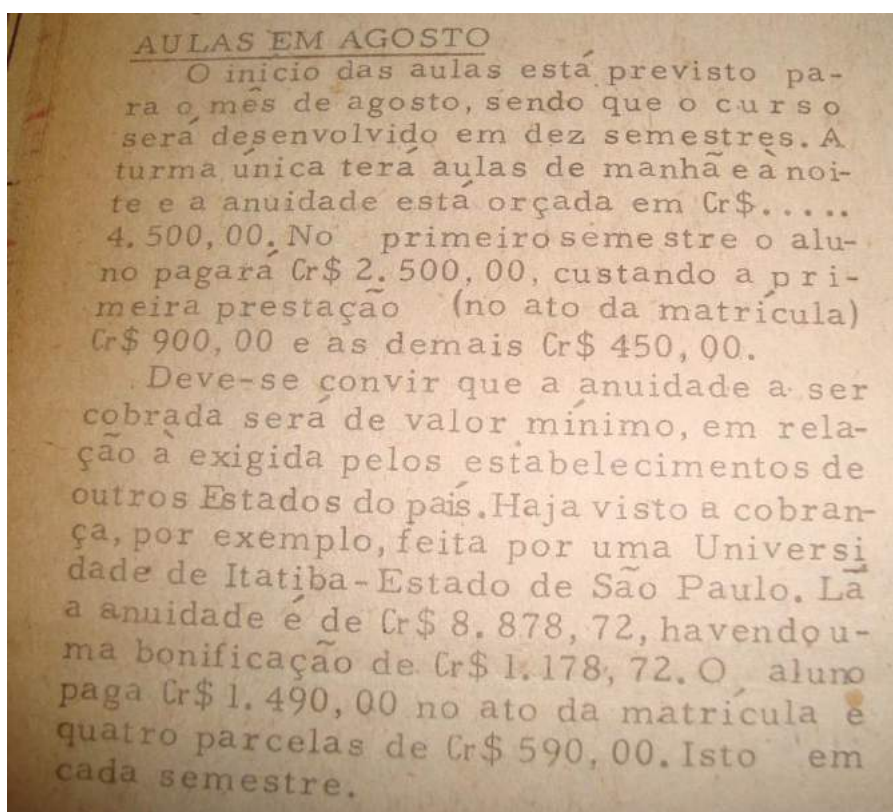 AULAS EM AGOSTO
O início das aulas está previsto pa-
ra o mês de agosto, sendo que o curso
será desenvolvido em dez semestres. A
turma única terá aulas de manhã e à noi-
te e a anuidade está orçada em Cr$.....
4.500,00. No primeiro semestre o alu-
no pagará Cr$ 2.500,00, custando a pri-
meira prestação (no ato da matrícula)
Cr$ 900,00 e as demais Cr$ 450,00.
Deve-se convir que a anuidade a ser
cobrada será de valor mínimo, em rela-
ção à exigida pelos estabelecimentos de
outros Estados do país. Haja visto a cobran-
ça, por exemplo, feita por uma Universi
dade de Itatiba-Estado de São Paulo. Lã
a anuidade é de Cr$ 8.878,72, havendo u-
ma bonificação de Cr$ 1.178,72. O aluno
paga Cr$ 1.490,00 no ato da matrícula e
quatro parcelas de Cr$ 590,00. Isto em
cada semestre.